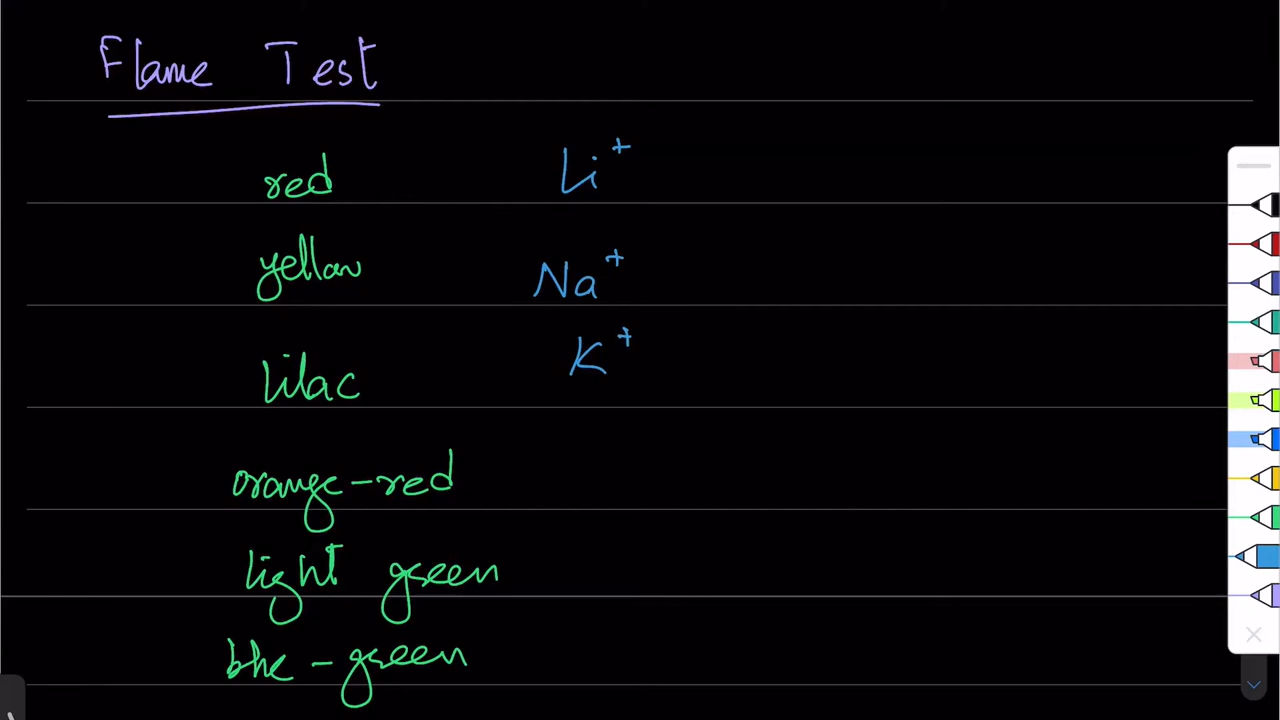 Flame Test
red Li⁺
yellow Na⁺
lilac K⁺
orange-red
light green
blue-green